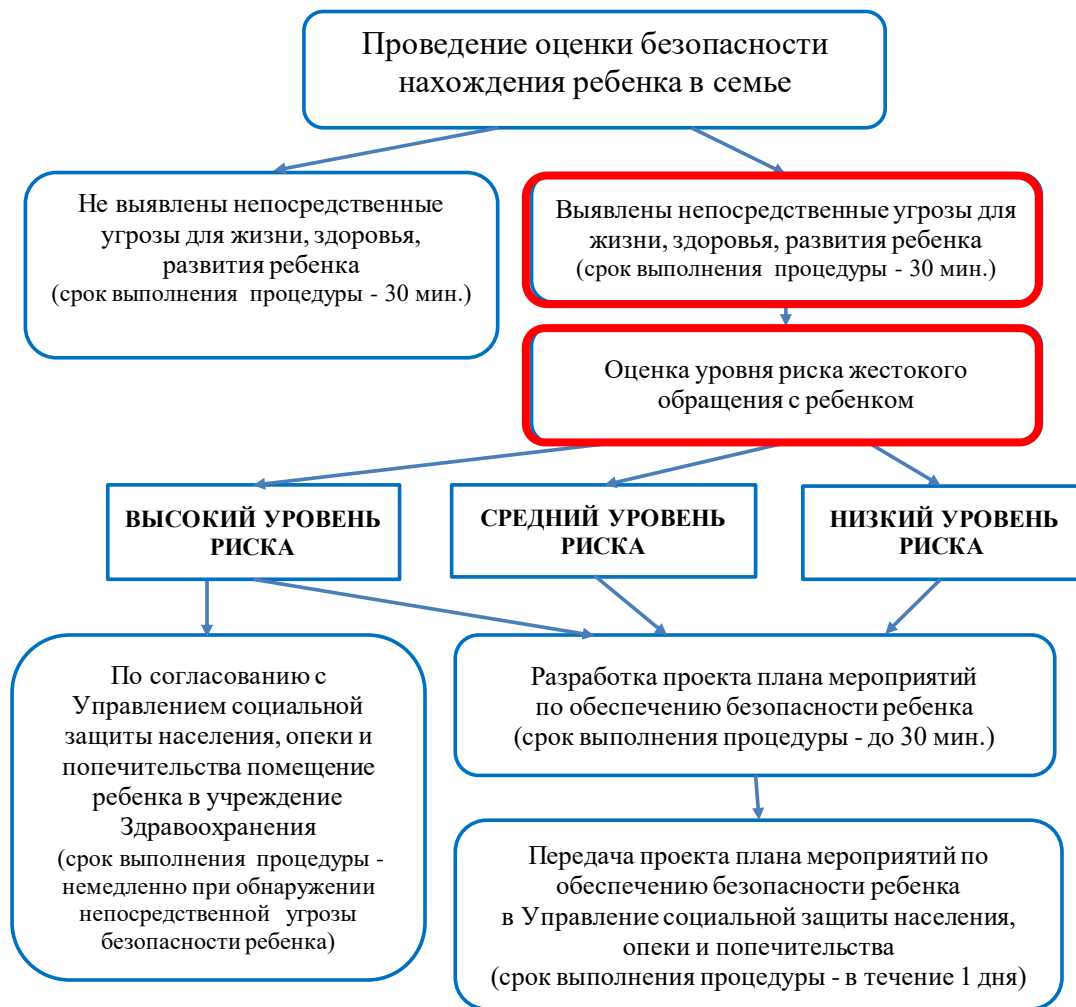 Проведение оценки безопасности
нахождения ребенка в семье
Не выявлены непосредственные
угрозы для жизни, здоровья,
развития ребенка
(срок выполнения процедуры - 30 мин.)
Выявлены непосредственные угрозы для
жизни, здоровья, развития ребенка
(срок выполнения процедуры - 30 мин.)
Оценка уровня риска жестокого
обращения с ребенком
ВЫСОКИЙ УРОВЕНЬ
РИСКА
СРЕДНИЙ УРОВЕНЬ
РИСКА
НИЗКИЙ УРОВЕНЬ
РИСКА
По согласованию с
Управлением социальной
защиты населения, опеки и
попечительства помещение
ребенка в учреждение
Здравоохранения
(срок выполнения процедуры -
немедленно при обнаружении
непосредственной угрозы
безопасности ребенка)
Разработка проекта плана мероприятий
по обеспечению безопасности ребенка
(срок выполнения процедуры - до 30 мин.)
Передача проекта плана мероприятий по
обеспечению безопасности ребенка
в Управление социальной защиты населения,
опеки и попечительства
(срок выполнения процедуры - в течение 1 дня)